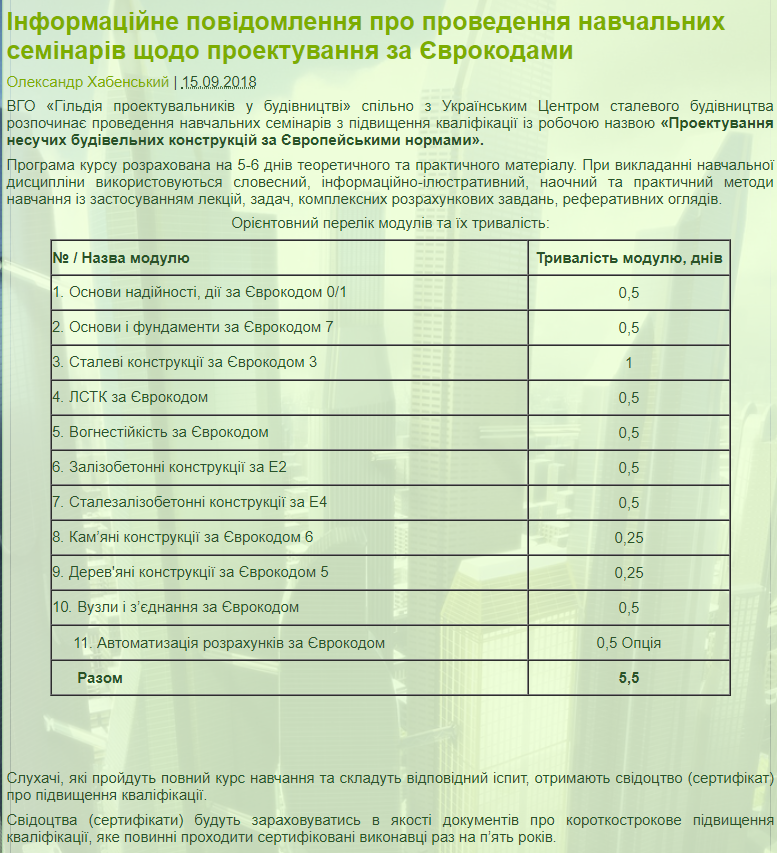 Інформаційне повідомлення про проведення навчальних
семінарів щодо проектування за Єврокодами
Олександр Хабенський | 15.09.2018
ВГО «Гільдія проектувальників у будівництві» спільно з Українським Центром сталевого будівництва
розпочинає проведення навчальних семінарів з підвищення кваліфікації із робочою назвою «Проектування
несучих будівельних конструкцій за Європейськими нормами».
Програма курсу розрахована на 5-6 днів теоретичного та практичного матеріалу. При викладанні навчальної
дисципліни використовуються словесний, інформаційно-ілюстративний, наочний та практичний методи
навчання із застосуванням лекцій, задач, комплексних розрахункових завдань, реферативних оглядів.
Орієнтовний перелік модулів та їх тривалість:
№ / Назва модулю Тривалість модулю, днів
1. Основи надійності, дії за Єврокодом 0/1 0,5
2. Основи і фундаменти за Єврокодом 7 0,5
3. Сталеві конструкції за Єврокодом 3 1
4. ЛСТК за Єврокодом 0,5
5. Вогнестійкість за Єврокодом 0,5
6. Залізобетонні конструкції за Е2 0,5
7. Сталезалізобетонні конструкції за Е4 0,5
8. Кам’яні конструкції за Єврокодом 6 0,25
9. Дерев'яні конструкції за Єврокодом 5 0,25
10. Вузли і з’єднання за Єврокодом 0,5
11. Автоматизація розрахунків за Єврокодом 0,5 Опція
Разом 5,5
Слухачі, які пройдуть повний курс навчання та складуть відповідний іспит, отримають свідоцтво (сертифікат)
про підвищення кваліфікації.
Свідоцтва (сертифікати) будуть зараховуватись в якості документів про короткострокове підвищення
кваліфікації, яке повинні проходити сертифіковані виконавці раз на п’ять років.